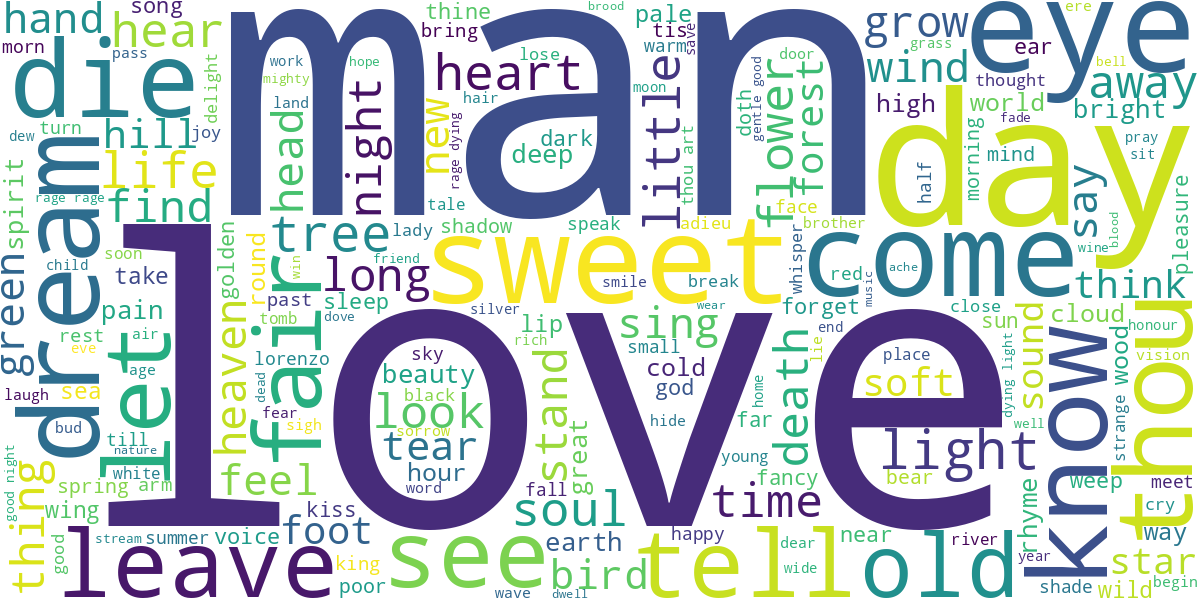 song
hand
hear
morn
pass
die
delight
dew
turn
hill
joy
dream
life
find
spirit
rage rage
green
soon
child
take
pain
rest
air
eve
age
let
laugh
sea
bud
till
nature
white
thing
spring
arm
good night
wing
good
stream
summer
voice
leave
man
work
mighty
hope
land
head
night
thine
bring
heart
lose
hair
new
rage dying
dark
deep
tale
pale
tis
save
warm
moon
little
brood
door
gentle good
doth
thou art
flower
forest
face
brother
grow
wind
high
ear
eye
ere
grass
bell
away
thought
world
bright
fade
morning
mind
pray
sit
half
day
say
pleasure
blood
wine
love
tree
lady
shadow
speak
adieu
fair
golden
round
win
long
friend
past
sleep
tomb
dove
heaven
lorenzo
dead
fear
sigh
feel
kiss
foot
king
poor
sweet
smile
break
whisper
silver
wear
rich
lip
sing
small
cold
god
hide
come
red
ache
music
forget
end
lie
close
think
sun
cloud
sound
honour
vision
thou
know
strange wood
dying light
well
weep
meet
cry
way
rhyme
star
river
year
shade
wild
begin
sky
beauty
black
look
sorrow
tear
hour
word
stand
great
fall
soul
earth
see
wave
bird
dwell
far
home
young
death
fancy
time
happy
tell
dear
wide
near
old
place
soft
light
bear